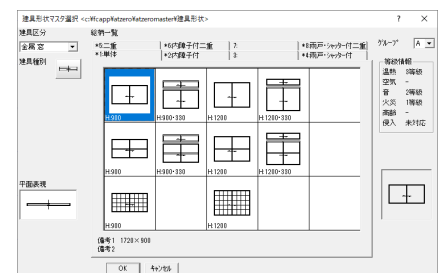 建具形状マスタ選択 <c:¥fcapp¥atzero¥atzeromaster¥建具形状> ? ×
建具区分
金属窓
建具種別
平面表現
絵柄一覧
*5:二重 *6:内障子付二重 7: *8:雨戸・シャッター付二重
*1:単体 *2:内障子付 3: *4:雨戸・シャッター付
グループ A
等級情報
温熱 3等級
空気 -
音 2等級
火災 1等級
高齢 -
侵入 未対応
H:900 H:900+330 H:1200 H:1200+330
H:900 H:900+330 H:1200 H:1200+330
H:900 H:1200
備考1 1720×900
備考2
OK キャンセル